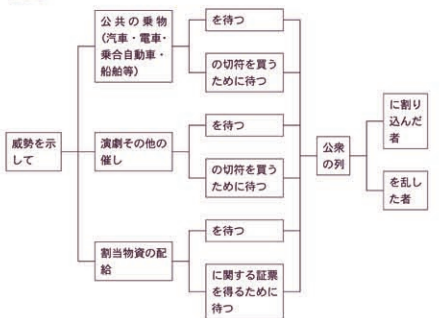 威勢を示
して
公共の乗物
(汽車・電車・
乗合自動車・
船舶等)
を待つ
の切符を買う
ために待つ
演劇その他の
催し
を待つ
の切符を買う
ために待つ
割当物資の配
給
を待つ
に関する証票
を得るために
待つ
公衆
の列
に割り
込んだ
者
を乱し
た者